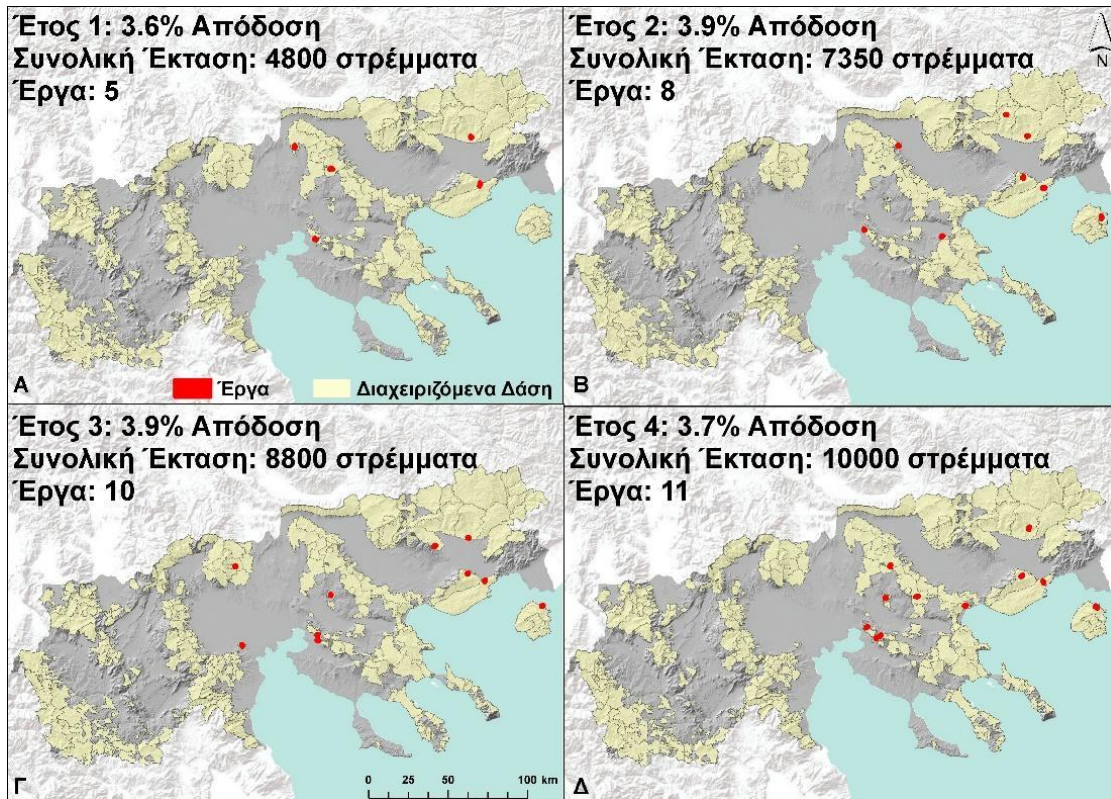 Έτος 1: 3.6% Απόδοση
Συνολική Έκταση: 4800 στρέμματα
Έργα: 5
Α
Έργα
Διαχειριζόμενα Δάση
Έτος 2: 3.9% Απόδοση
Συνολική Έκταση: 7350 στρέμματα
Έργα: 8
N
Β
Έτος 3: 3.9% Απόδοση
Συνολική Έκταση: 8800 στρέμματα
Έργα: 10
Γ
0 25 50 100 km
Έτος 4: 3.7% Απόδοση
Συνολική Έκταση: 10000 στρέμματα
Έργα: 11
Δ